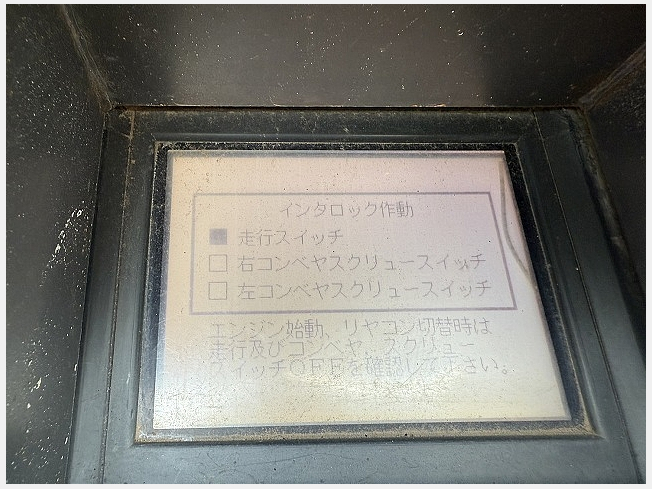 インタロック作動
■ 走行スイッチ
□ 右コンベヤスクリュースイッチ
□ 左コンベヤスクリュースイッチ
エンジン始動、リヤコン切替時は
走行及びコンベヤ、スクリュー
スイッチOFFを確認して下さい。